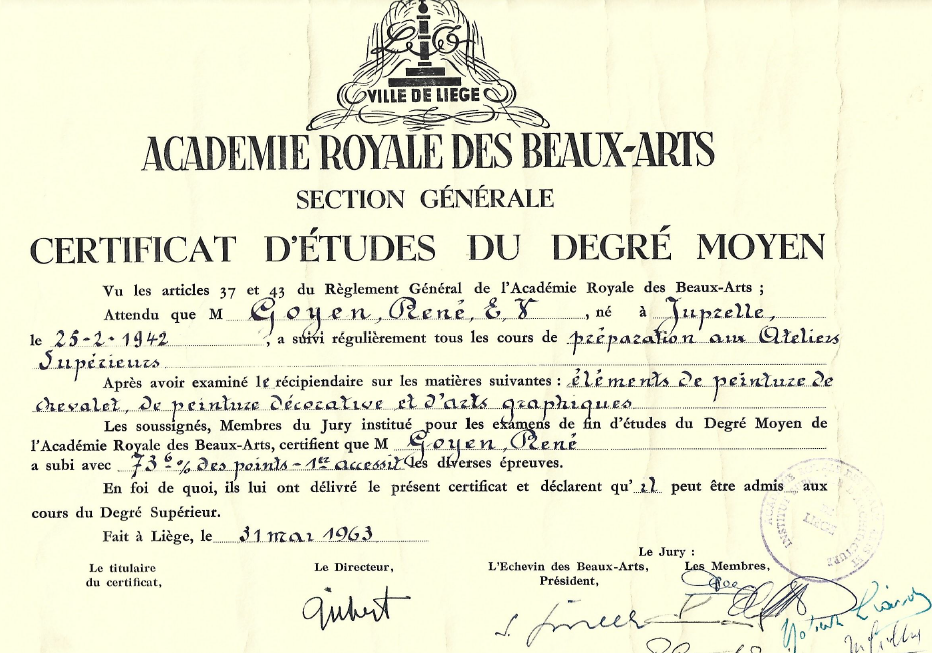 VILLE DE LIEGE
ACADEMIE ROYALE DES BEAUX-ARTS
SECTION GÉNÉRALE
CERTIFICAT D'ÉTUDES DU DEGRÉ MOYEN
Vu les articles 37 et 43 du Règlement Général de l'Académie Royale des Beaux-Arts ;
Attendu que M Goyen, René, E, V , né à Juprelle,
le 25-2-1942 , a suivi régulièrement tous les cours de préparation aux Ateliers
Supérieurs
Après avoir examiné le récipiendaire sur les matières suivantes : éléments de peinture de
chevalet, de peinture décorative et d'arts graphiques
Les soussignés, Membres du Jury institué pour les examens de fin d'études du Degré Moyen de
l'Académie Royale des Beaux-Arts, certifient que M Goyen, René
a subi avec 73 6% des points - 1er accessit les diverses épreuves.
En foi de quoi, ils lui ont délivré le présent certificat et déclarent qu' il peut être admis aux
cours du Degré Supérieur.
Fait à Liège, le 31 mai 1963
Le Jury :
Le titulaire Le Directeur, L'Echevin des Beaux-Arts, Les Membres,
du certificat, Président,